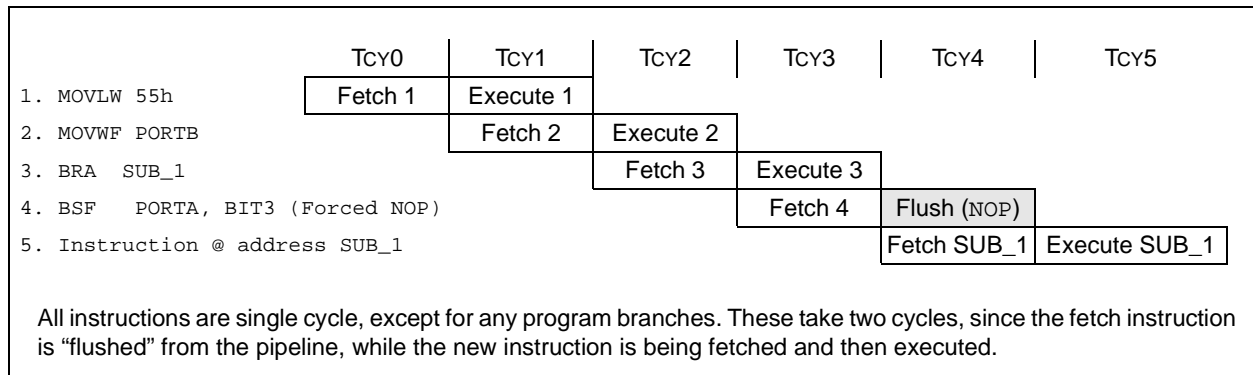 TCY0 TCY1 TCY2 TCY3 TCY4 TCY5
1. MOVLW 55h Fetch 1 Execute 1
2. MOVWF PORTB Fetch 2 Execute 2
3. BRA SUB_1 Fetch 3 Execute 3
4. BSF PORTA, BIT3 (Forced NOP) Fetch 4 Flush (NOP)
5. Instruction @ address SUB_1 Fetch SUB_1 Execute SUB_1
All instructions are single cycle, except for any program branches. These take two cycles, since the fetch instruction
is “flushed” from the pipeline, while the new instruction is being fetched and then executed.